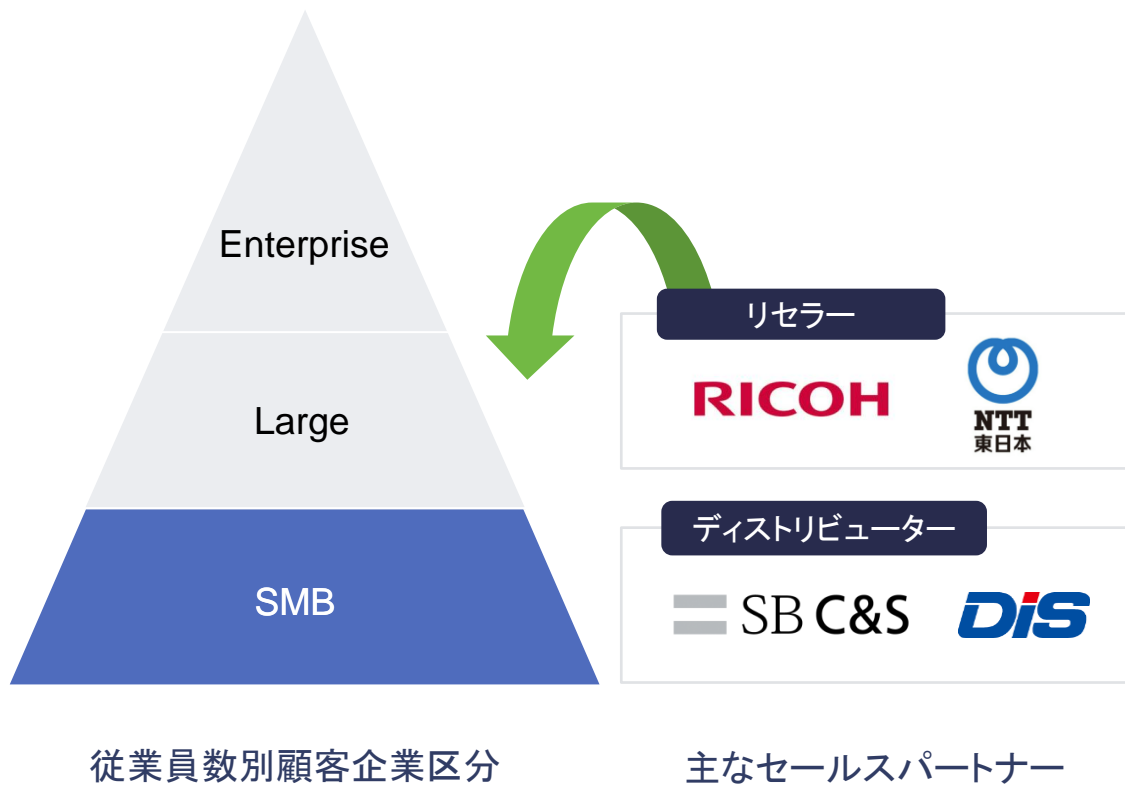 Enterprise
Large
SMB
従業員数別顧客企業区分
リセラー
RICOH
NTT
東日本
ディストリビューター
SB C&S
DiS
主なセールスパートナー